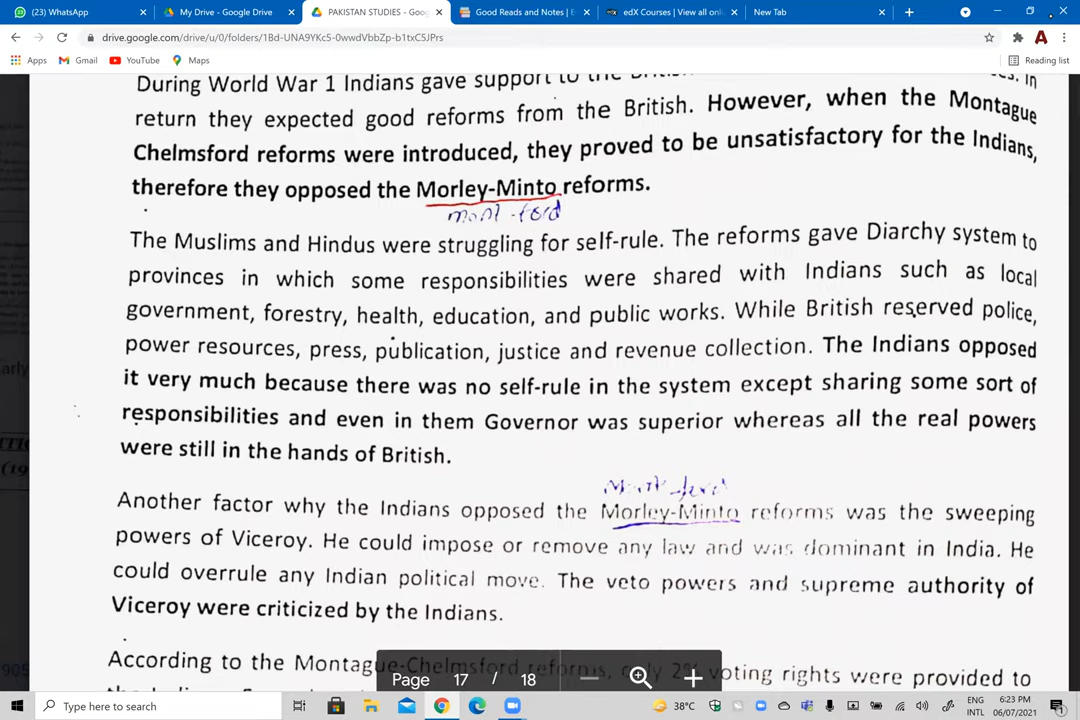 (23) WhatsApp
My Drive - Google Drive
PAKISTAN STUDIES - Goo
Good Reads and Notes | E
edX Courses | View all onl
New Tab
drive.google.com/drive/u/0/folders/1Bd-UNA9YKc5-0wwdVbbZp-b1txC5JPrs
Apps
Gmail
YouTube
Maps
Reading list
During World War 1 Indians gave support to the
return they expected good reforms from the British. However, when the Montague
Chelmsford reforms were introduced, they proved to be unsatisfactory for the Indians,
therefore they opposed the Morley-Minto reforms.
mont-ford
The Muslims and Hindus were struggling for self-rule. The reforms gave Diarchy system to
provinces in which some responsibilities were shared with Indians such as local
government, forestry, health, education, and public works. While British reserved police,
power resources, press, publication, justice and revenue collection. The Indians opposed
it very much because there was no self-rule in the system except sharing some sort of
responsibilities and even in them Governor was superior whereas all the real powers
were still in the hands of British.
Another factor why the Indians opposed the Morley-Minto reforms was the sweeping
powers of Viceroy. He could impose or remove any law and was dominant in India. He
could overrule any Indian political move. The veto powers and supreme authority of
Viceroy were criticized by the Indians.
According to the Montague-Chelmsford reforms, only 2% voting rights were provided to
Page 17 / 18
Type here to search
38°C
ENG
INTL
6:23 PM
06/07/2021